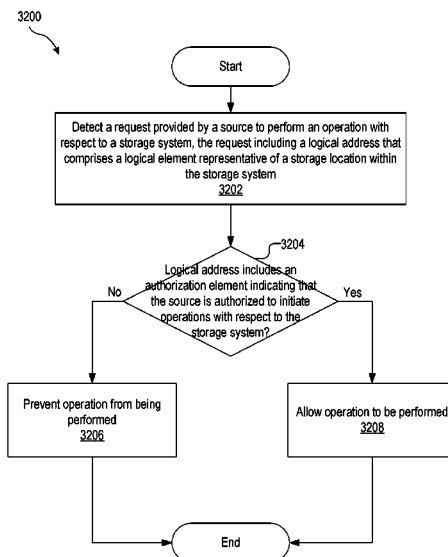 3200
Start
Detect a request provided by a source to perform an operation with
respect to a storage system, the request including a logical address that
comprises a logical element representative of a storage location within
the storage system
3202
3204
Logical address includes an
authorization element indicating that
the source is authorized to initiate
operations with respect to the
storage system?
No
Yes
Prevent operation from being
performed
3206
Allow operation to be performed
3208
End